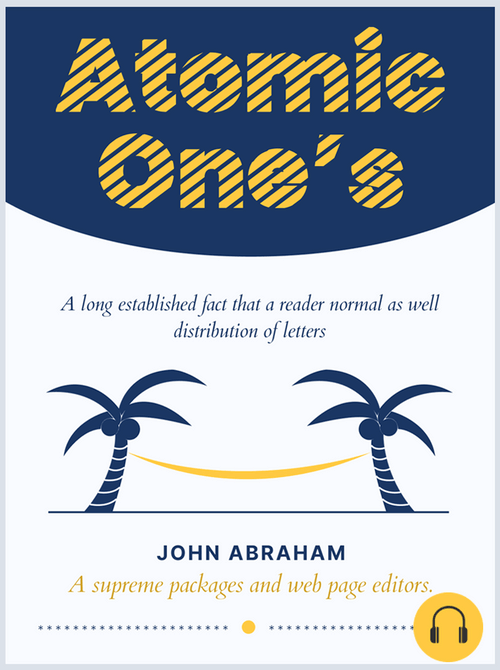 Atomic
One's
A long established fact that a reader normal as well
distribution of letters
JOHN ABRAHAM
A supreme packages and web page editors.